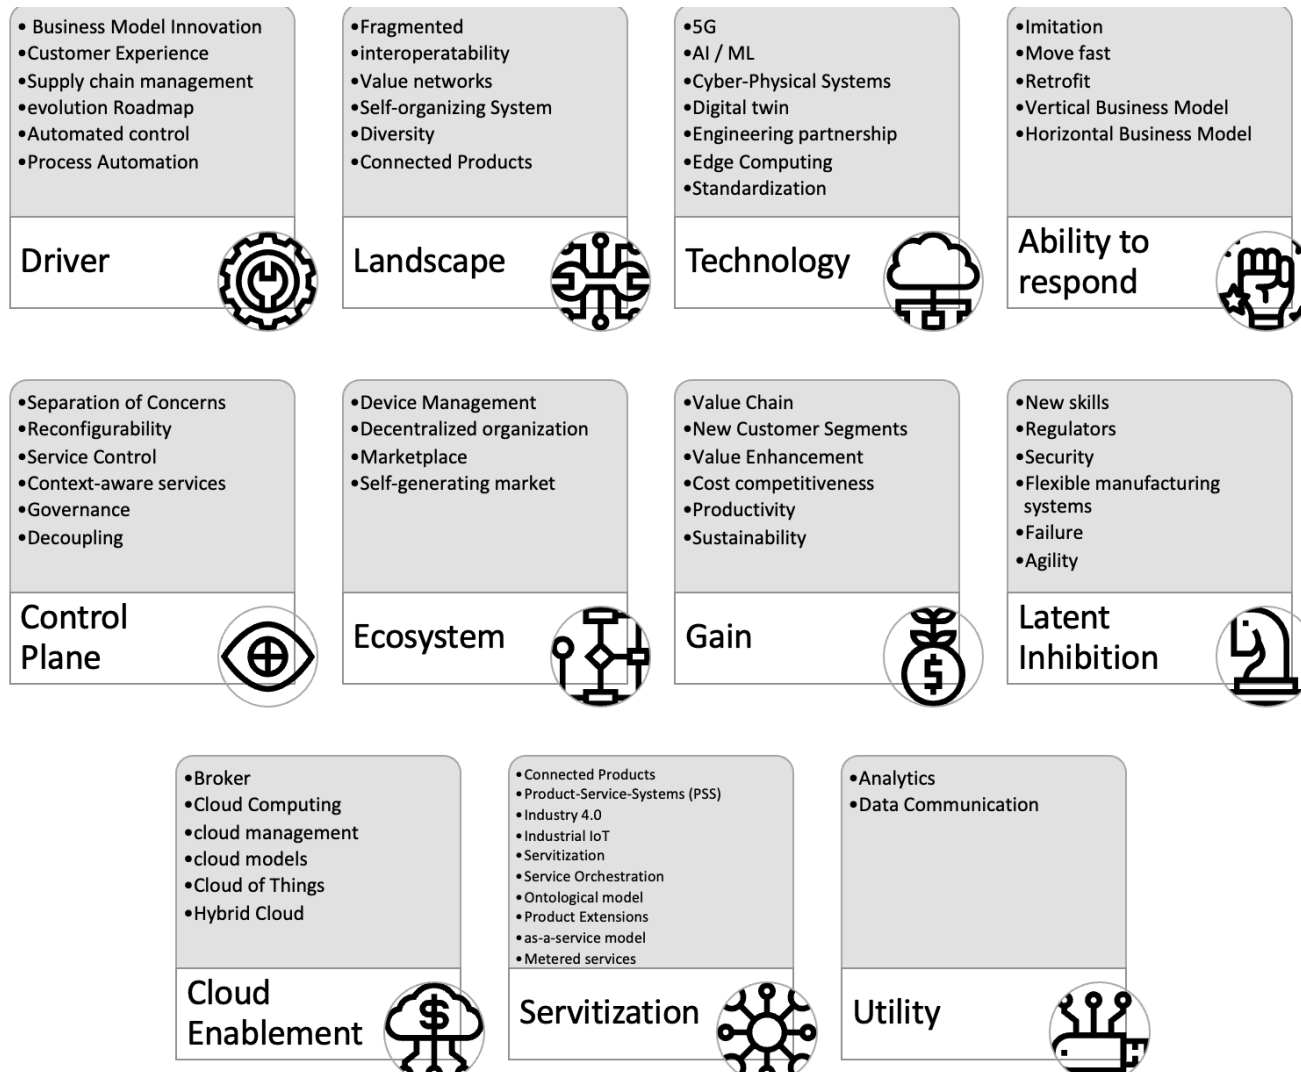 • Business Model Innovation
•Customer Experience
•Supply chain management
•evolution Roadmap
•Automated control
•Process Automation
Driver
•Fragmented
•interoperatability
•Value networks
•Self-organizing System
•Diversity
•Connected Products
Landscape
•5G
•AI / ML
•Cyber-Physical Systems
•Digital twin
•Engineering partnership
•Edge Computing
•Standardization
Technology
•Imitation
•Move fast
•Retrofit
•Vertical Business Model
•Horizontal Business Model
Ability to
respond
•Separation of Concerns
•Reconfigurability
•Service Control
•Context-aware services
•Governance
•Decoupling
Control
Plane
•Device Management
•Decentralized organization
•Marketplace
•Self-generating market
Ecosystem
•Value Chain
•New Customer Segments
•Value Enhancement
•Cost competitiveness
•Productivity
•Sustainability
Gain
$
•New skills
•Regulators
•Security
•Flexible manufacturing
systems
•Failure
•Agility
Latent
Inhibition
•Broker
•Cloud Computing
•cloud management
•cloud models
•Cloud of Things
•Hybrid Cloud
Cloud
Enablement
$
•Connected Products
•Product-Service-Systems (PSS)
•Industry 4.0
•Industrial IoT
•Servitization
•Service Orchestration
•Ontological model
•Product Extensions
•as-a-service model
•Metered services
Servitization
•Analytics
•Data Communication
Utility